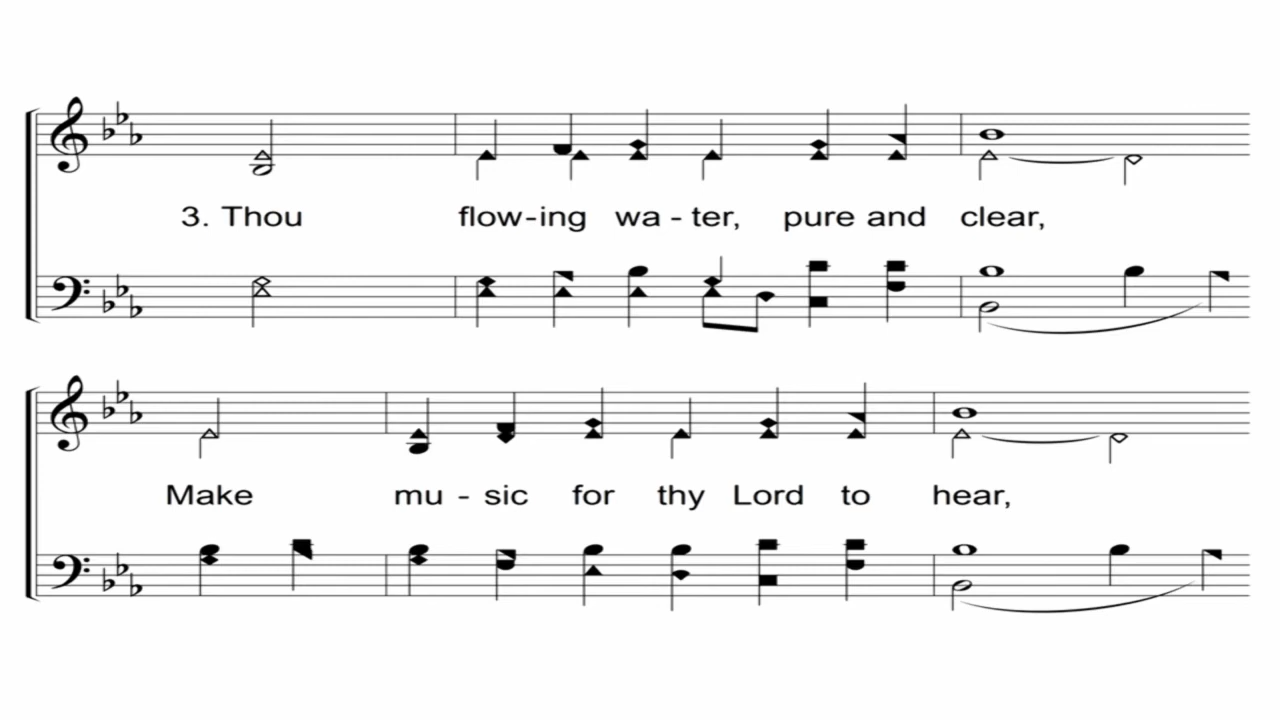 3. Thou flow-ing wa - ter, pure and clear,
Make mu - sic for thy Lord to hear,